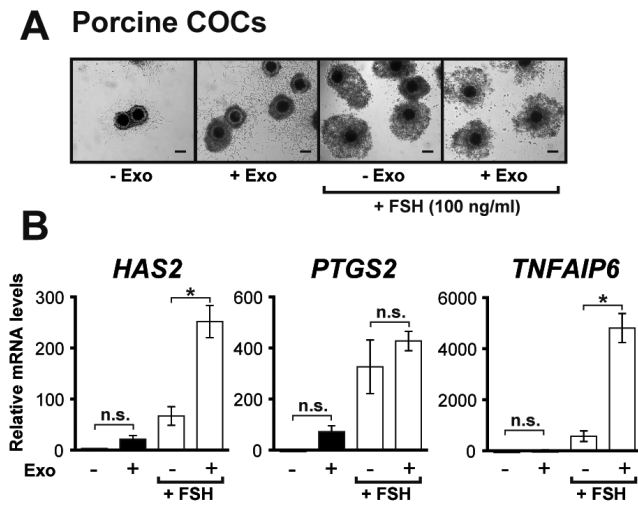 A Porcine COCs
- Exo + Exo - Exo + Exo
+ FSH (100 ng/ml)
B
HAS2 PTGS2 TNFAIP6
Relative mRNA levels
300
200
100
0
n.s.
*
600
400
200
0
n.s.
n.s.
6000
4000
2000
0
n.s.
*
Exo - + - + - + - + - + - +
+ FSH + FSH + FSH